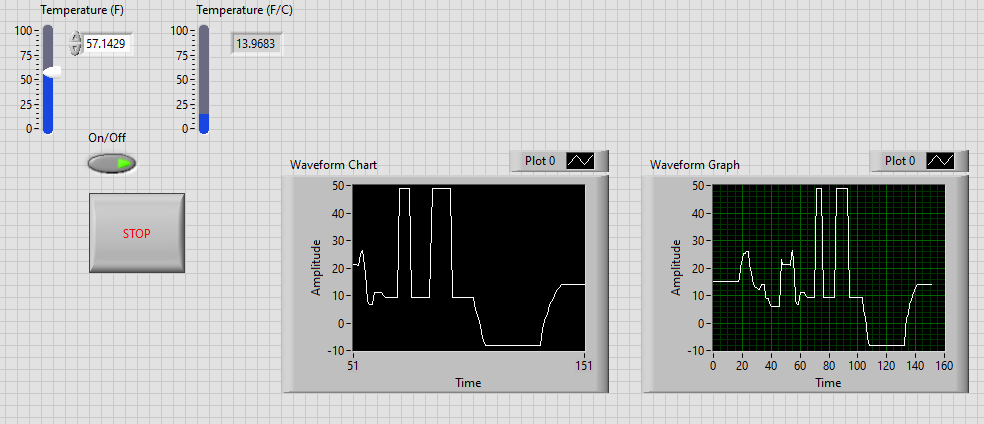 Temperature (F)
Temperature (F/C)
100
75
50
25
0
57.1429
100
75
50
25
0
13.9683
On/Off
STOP
Waveform Chart
Plot 0
50
40
30
20
10
0
-10
Amplitude
51
151
Time
Waveform Graph
Plot 0
50
40
30
20
10
0
-10
Amplitude
0 20 40 60 80 100 120 140 160
Time